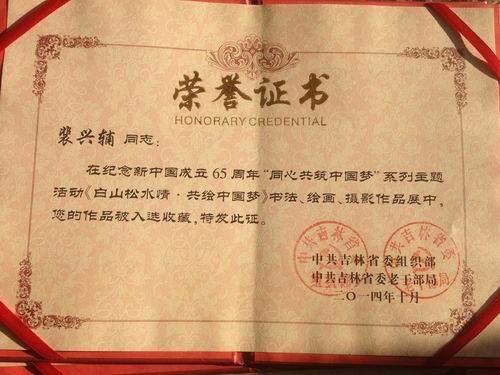 荣誉证书
HONORARY CREDENTIAL
裴兴辅 同志：
在纪念新中国成立65周年“同心共筑中国梦”系列主题
活动《白山松水情·共绘中国梦》书法、绘画、摄影作品展中，
您的作品被入选收藏，特发此证。
中共吉林省委组织部
中共吉林省委老干部局
二〇一四年十月